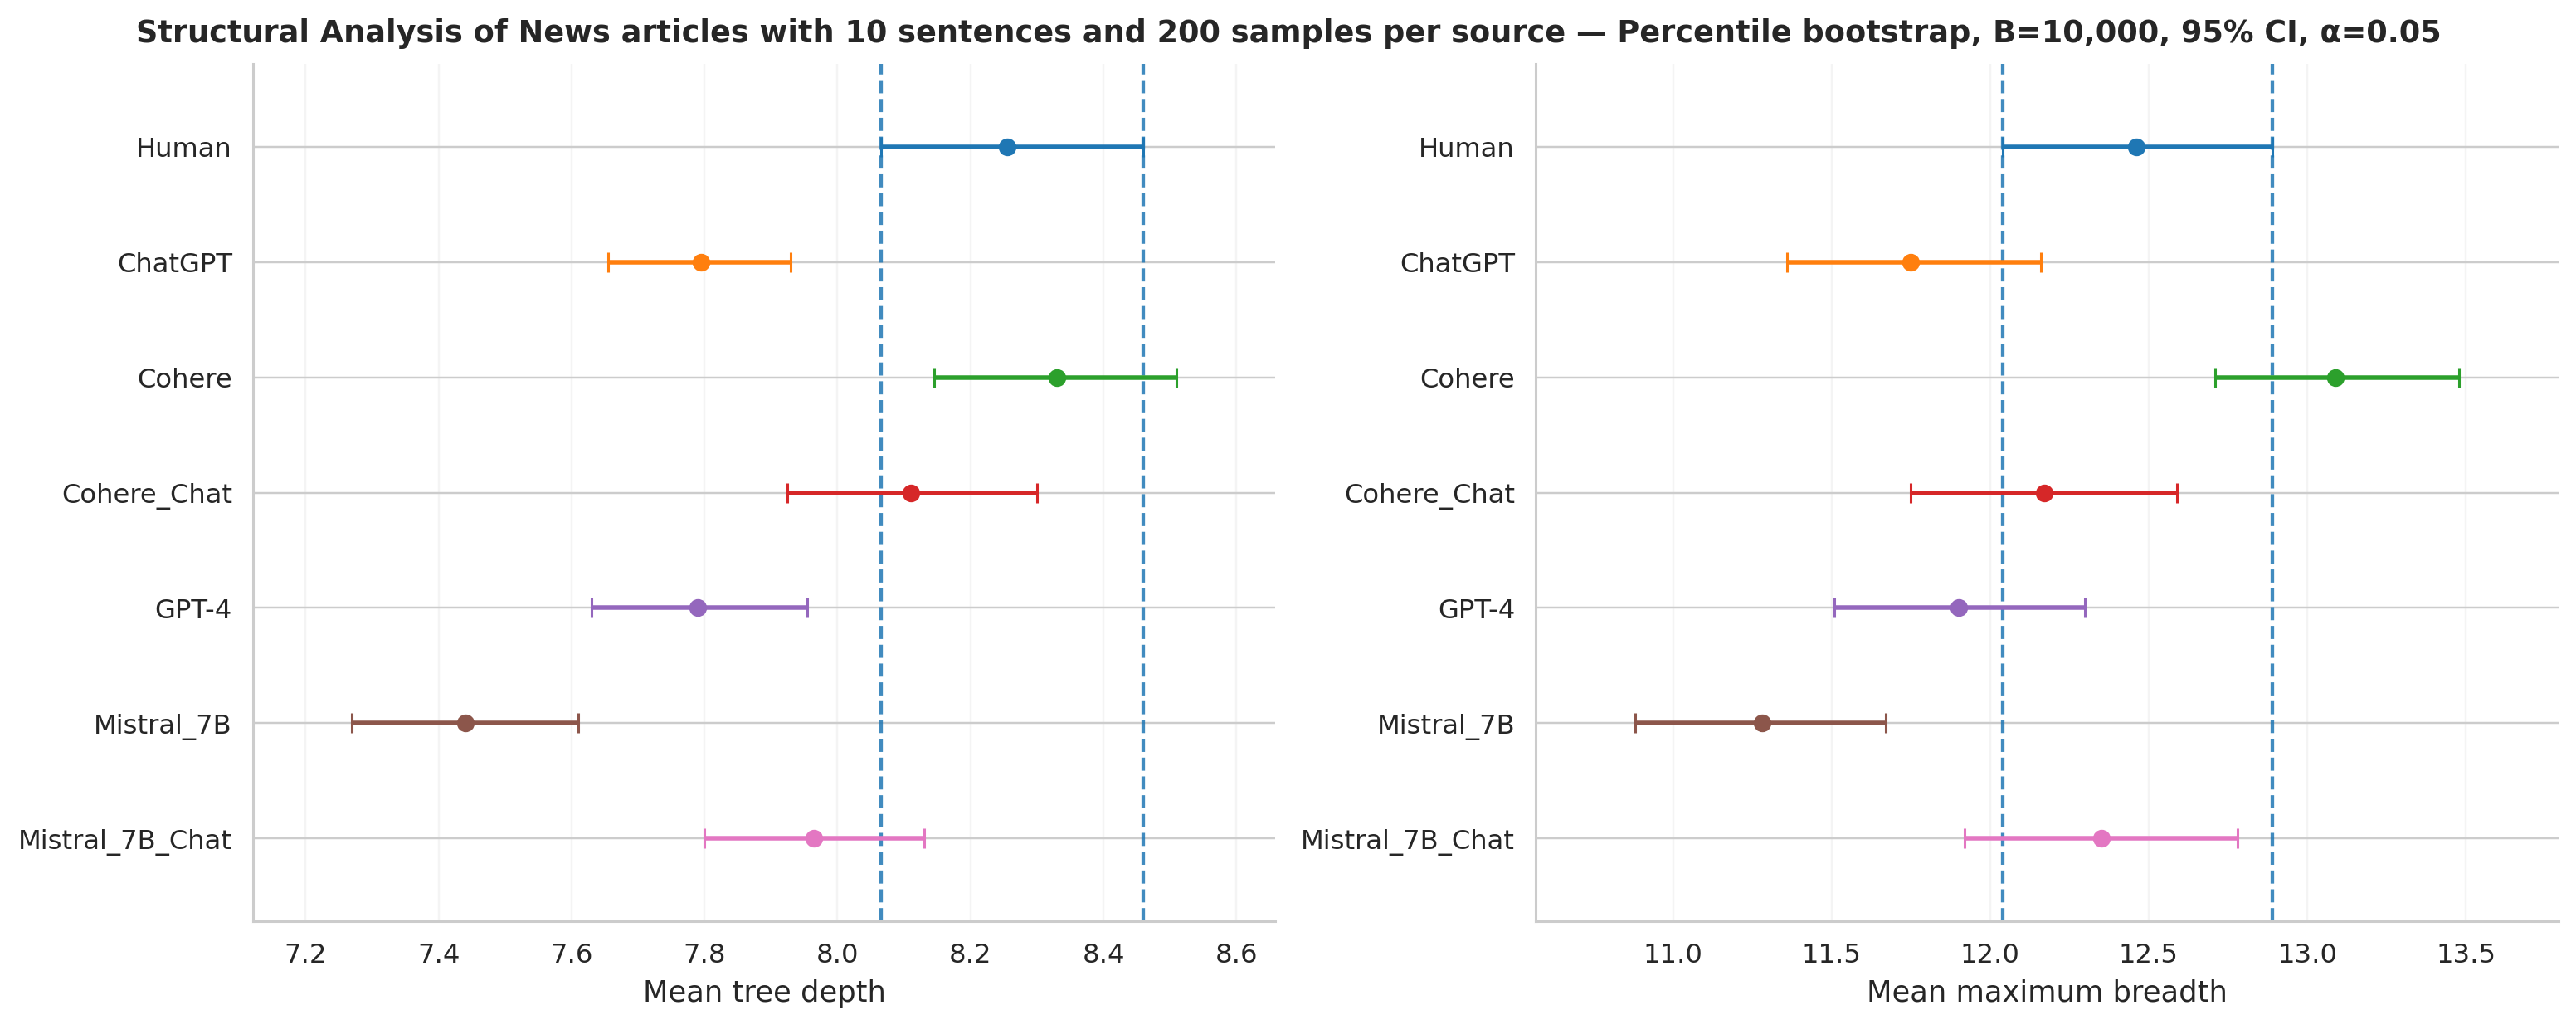 Structural Analysis of News articles with 10 sentences and 200 samples per source — Percentile bootstrap, B=10,000, 95% CI, α=0.05
Human
ChatGPT
Cohere
Cohere_Chat
GPT-4
Mistral_7B
Mistral_7B_Chat
7.2 7.4 7.6 7.8 8.0 8.2 8.4 8.6
Mean tree depth
Human
ChatGPT
Cohere
Cohere_Chat
GPT-4
Mistral_7B
Mistral_7B_Chat
11.0 11.5 12.0 12.5 13.0 13.5
Mean maximum breadth